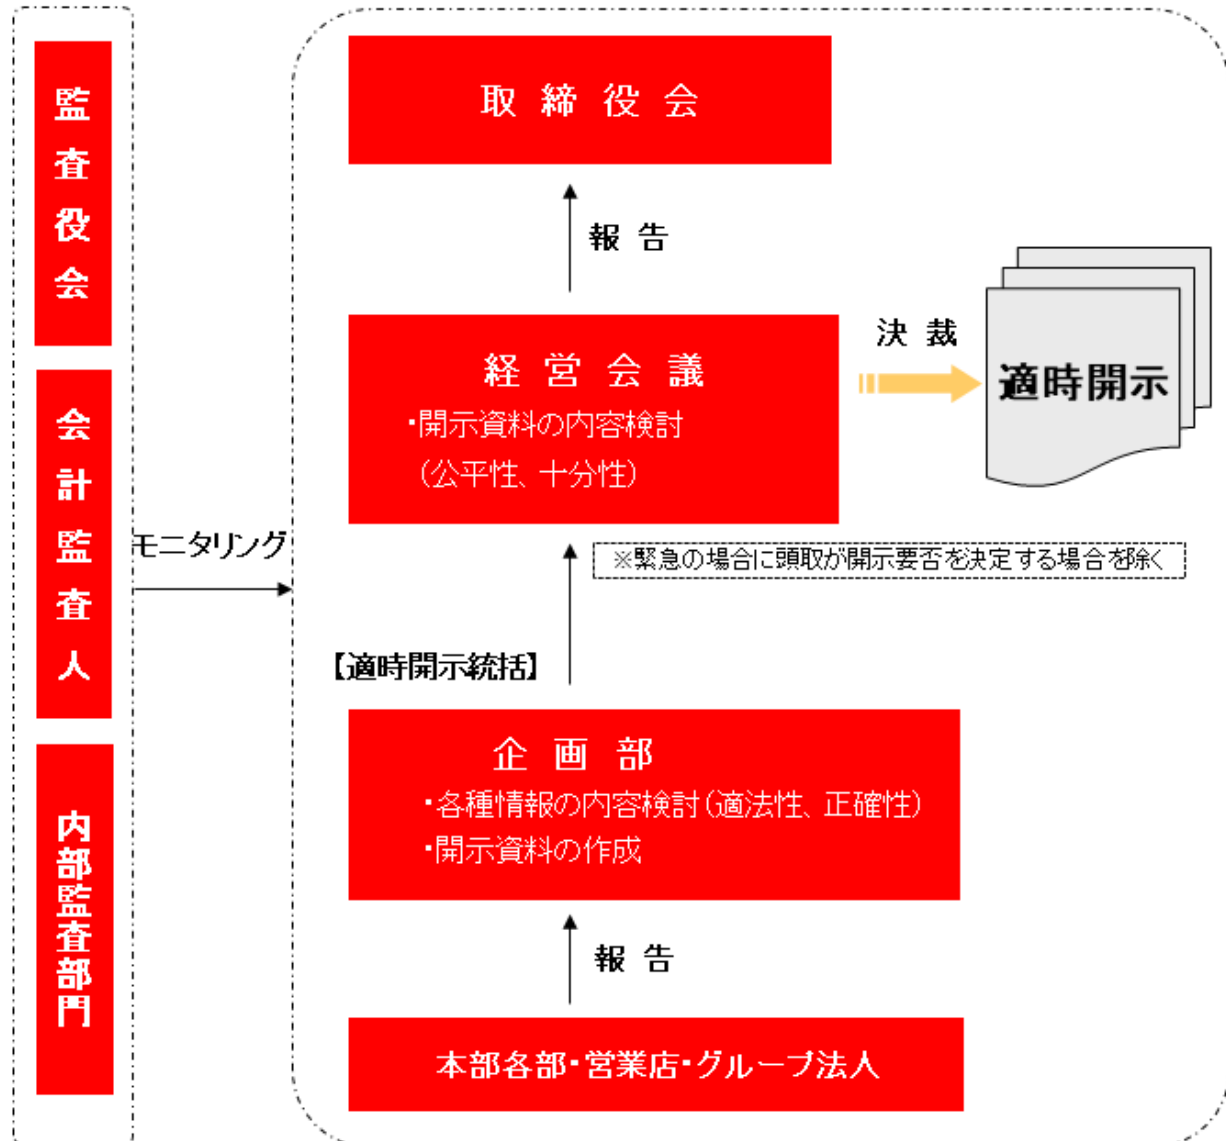 監査役会
会計監査人
内部監査部門
モニタリング
取締役会
報告
経営会議
・開示資料の内容検討
(公平性、十分性)
決裁
適時開示
※緊急の場合に頭取が開示要否を決定する場合を除く
【適時開示統括】
企画部
・各種情報の内容検討(適法性、正確性)
・開示資料の作成
報告
本部各部・営業店・グループ法人